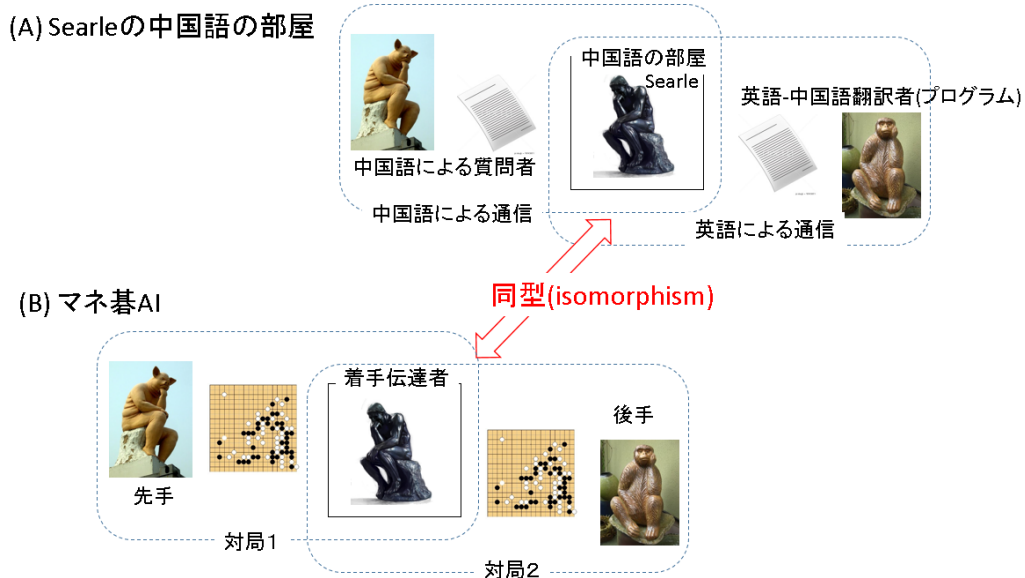 (A) Searleの中国語の部屋
中国語の部屋
Searle
英語-中国語翻訳者(プログラム)
中国語による質問者
中国語による通信
英語による通信
同型(isomorphism)
(B) マネ碁AI
着手伝達者
後手
先手
対局1
対局2